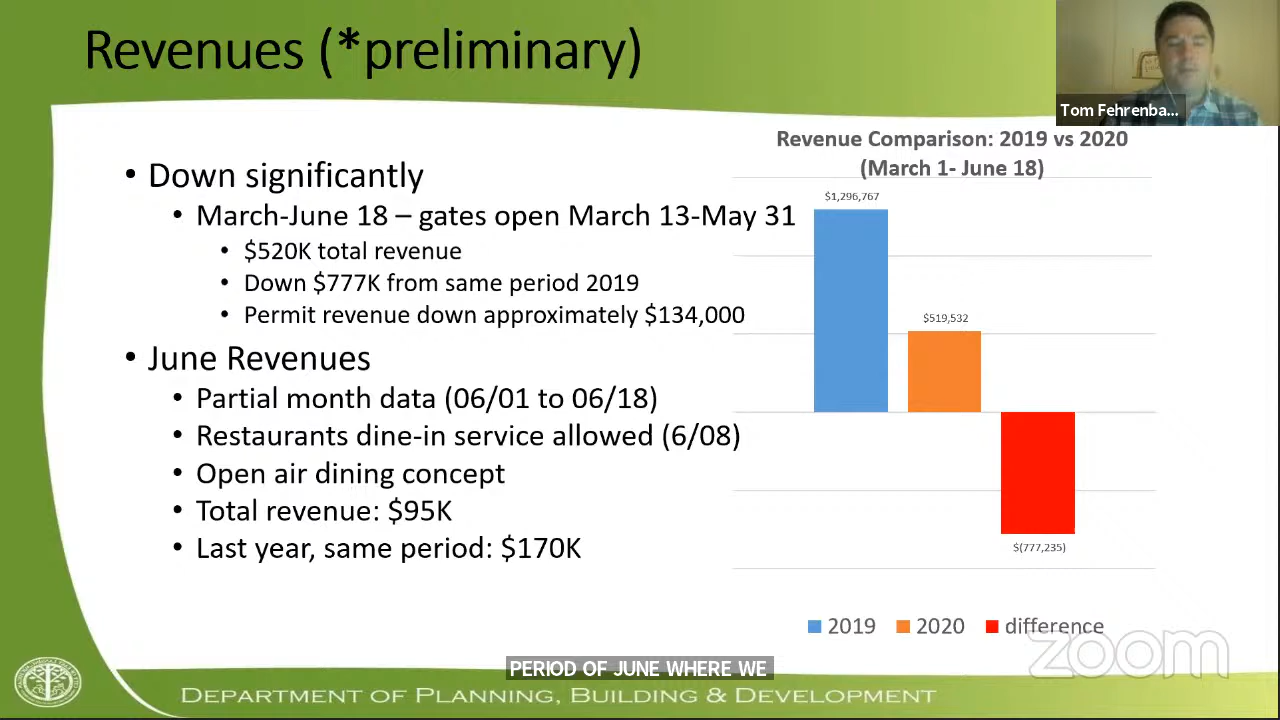 Revenues (*preliminary)
Tom Fehrenba...
• Down significantly
• March-June 18 – gates open March 13-May 31
• $520K total revenue
• Down $777K from same period 2019
• Permit revenue down approximately $134,000
• June Revenues
• Partial month data (06/01 to 06/18)
• Restaurants dine-in service allowed (6/08)
• Open air dining concept
• Total revenue: $95K
• Last year, same period: $170K
Revenue Comparison: 2019 vs 2020
(March 1- June 18)
$1,296,767
$519,532
$(777,235)
2019 2020 difference
zoom
PERIOD OF JUNE WHERE WE
DEPARTMENT OF PLANNING, BUILDING & DEVELOPMENT